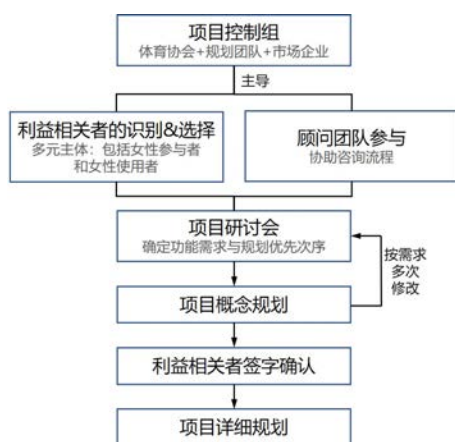 项目控制组
体育协会+规划团队+市场企业
主导
利益相关者的识别&选择
多元主体：包括女性参与者
和女性使用者
顾问团队参与
协助咨询流程
项目研讨会
确定功能需求与规划优先次序
按需求
多次
修改
项目概念规划
利益相关者签字确认
项目详细规划